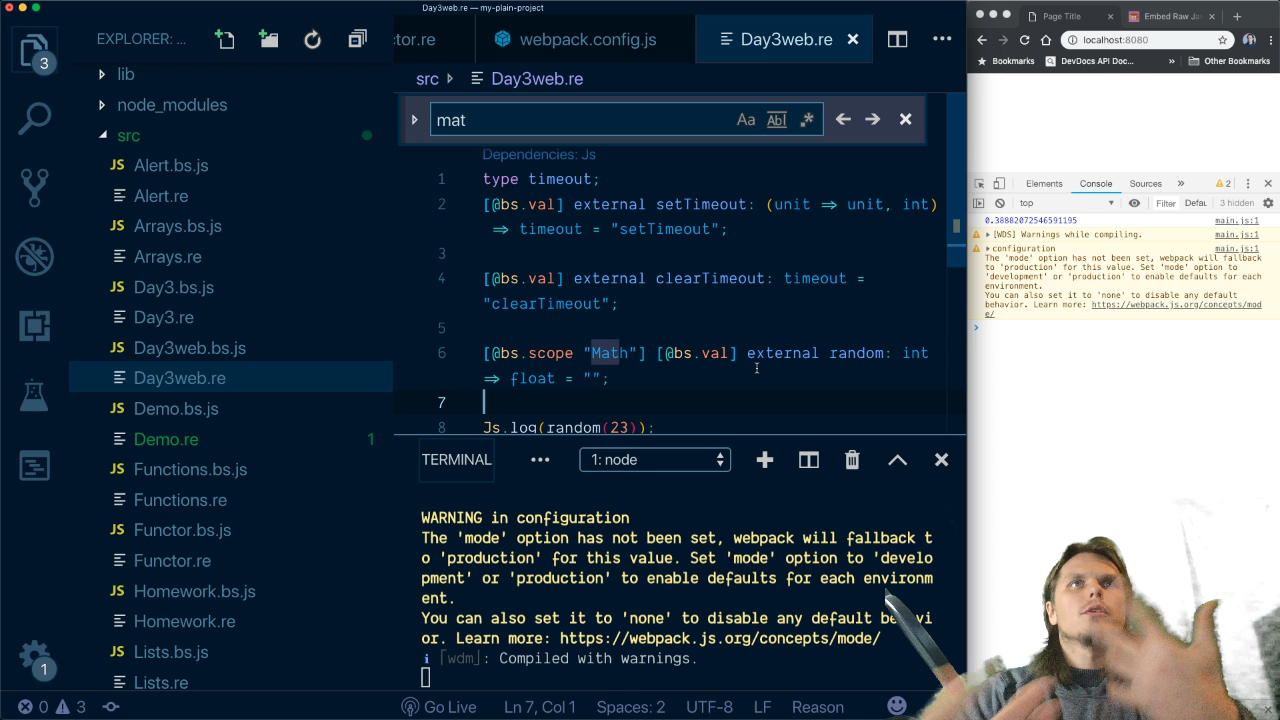 Day3web.re — my-plain-project
EXPLORER: ...
3
lib
node_modules
src
JS Alert.bs.js
Alert.re
JS Arrays.bs.js
Arrays.re
JS Day3.bs.js
Day3.re
JS Day3web.bs.js
Day3web.re
JS Demo.bs.js
Demo.re 1
JS Functions.bs.js
Functions.re
JS Functor.bs.js
Functor.re
JS Homework.bs.js
Homework.re
JS Lists.bs.js
Lists.re
1
ctor.re
webpack.config.js
Day3web.re
src
Day3web.re
mat
Aa Abl .*
Dependencies: Js
1 type timeout;
2 [@bs.val] external setTimeout: (unit => unit, int)
=> timeout = "setTimeout";
3
4 [@bs.val] external clearTimeout: timeout =
"clearTimeout";
5
6 [@bs.scope "Math"] [@bs.val] external random: int
=> float = "";
7
8 Js.log(random(23));
TERMINAL ... 1: node
WARNING in configuration
The 'mode' option has not been set, webpack will fallback t
o 'production' for this value. Set 'mode' option to 'develo
pment' or 'production' to enable defaults for each environm
ent.
You can also set it to 'none' to disable any default behavi
or. Learn more: https://webpack.js.org/concepts/mode/
i ｢wdm｣: Compiled with warnings.
0 3
Go Live
Ln 7, Col 1
Spaces: 2
UTF-8
LF
Reason
Page Title
Embed Raw Ja
localhost:8080
Bookmarks
DevDocs API Doc...
»
Other Bookmarks
Elements
Console
Sources
»
2
top
Filter
Defau
3 hidden
0.38882072546591195 main.js:1
[WDS] Warnings while compiling. main.js:1
configuration main.js:1
The 'mode' option has not been set, webpack will fallback
to 'production' for this value. Set 'mode' option to
'development' or 'production' to enable defaults for each
environment.
You can also set it to 'none' to disable any default
behavior. Learn more: https://webpack.js.org/concepts/mod
e/